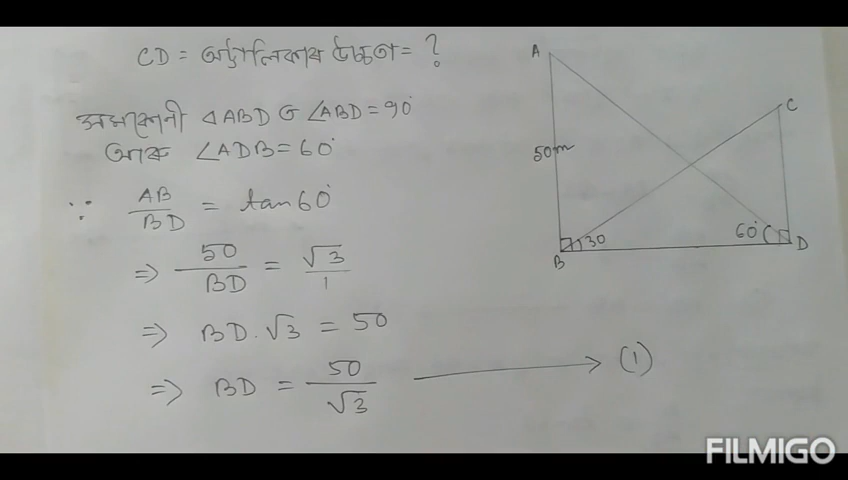 CD = অট্টালিকাৰ উচ্চতা = ?
সমকোণী △ABD ত ∠ABD = 90°
আৰু ∠ADB = 60°
∵ AB/BD = tan 60°
⇒ 50/BD = √3/1
⇒ BD . √3 = 50
⇒ BD = 50/√3 ⟶ (1)
A
C
50m
B
30
60°
D
FILMIGO